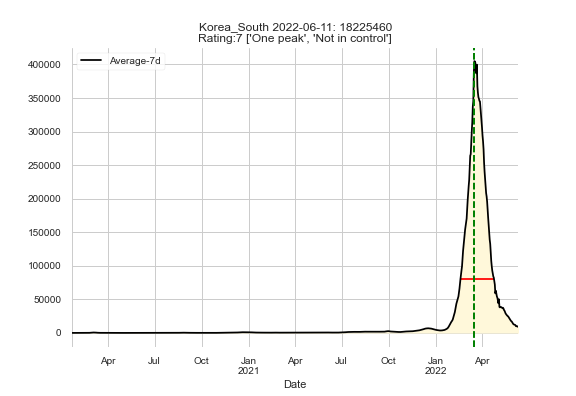 Korea_South 2022-06-11: 18225460
Rating:7 ['One peak', 'Not in control']
Average-7d
400000
350000
300000
250000
200000
150000
100000
50000
0
Apr Jul Oct Jan Apr Jul Oct Jan Apr
2021 2022
Date